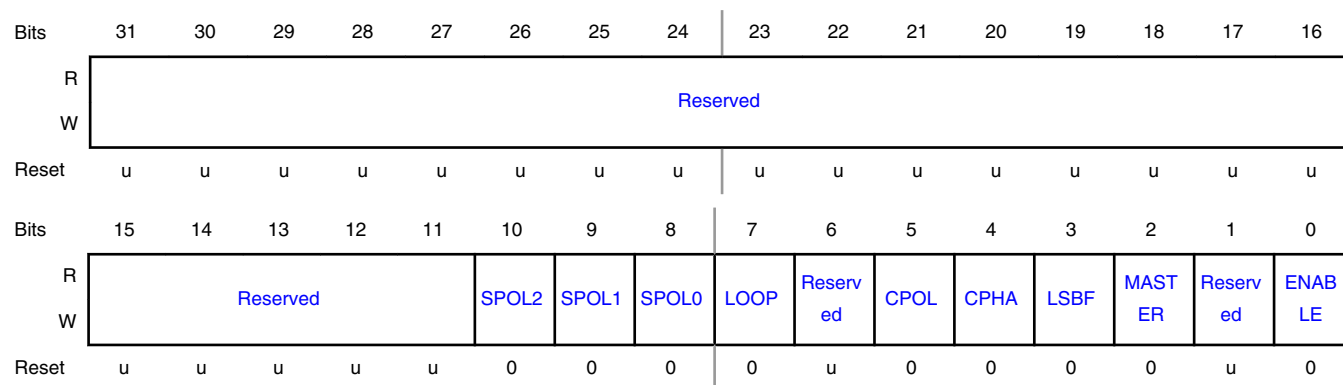 Bits 31 30 29 28 27 26 25 24 23 22 21 20 19 18 17 16
R
Reserved
W
Reset u u u u u u u u u u u u u u u u
Bits 15 14 13 12 11 10 9 8 7 6 5 4 3 2 1 0
R
Reserved SPOL2 SPOL1 SPOL0 LOOP Reserv ed CPOL CPHA LSBF MAST ER Reserv ed ENAB LE
W
Reset u u u u u 0 0 0 0 u 0 0 0 0 u 0